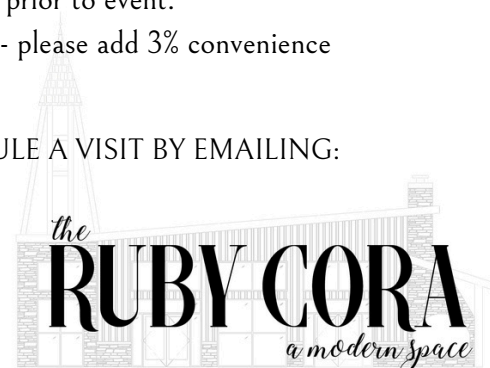 prior to event.
- please add 3% convenience
ULE A VISIT BY EMAILING:
the
RUBY CORA
a modern space